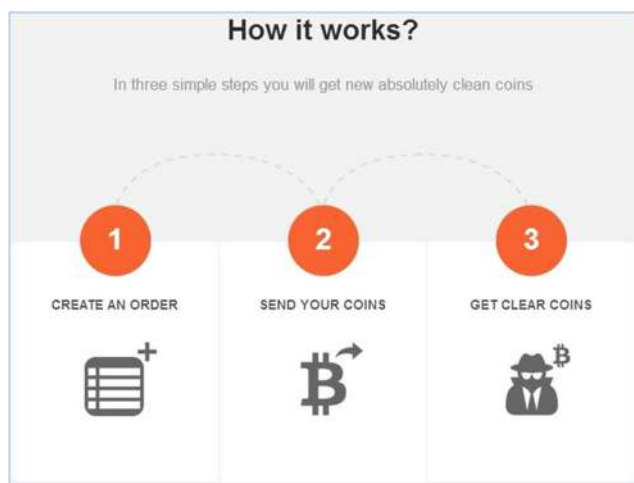 How it works?
In three simple steps you will get new absolutely clean coins
1
2
3
CREATE AN ORDER
SEND YOUR COINS
GET CLEAR COINS